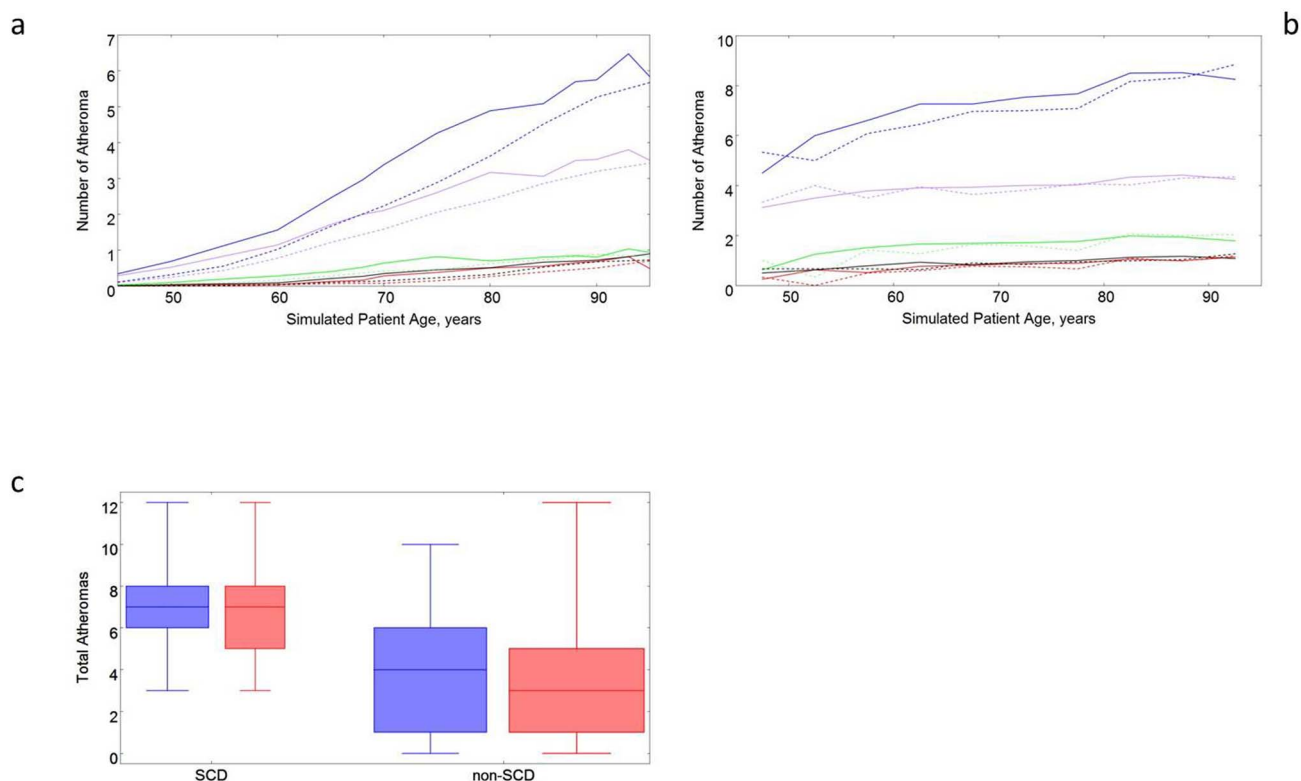 a
7
6
5
4
3
2
1
0
Number of Atheroma
50 60 70 80 90
Simulated Patient Age, years
b
10
8
6
4
2
0
Number of Atheroma
50 60 70 80 90
Simulated Patient Age, years
c
12
10
8
6
4
2
0
Total Atheromas
SCD non-SCD